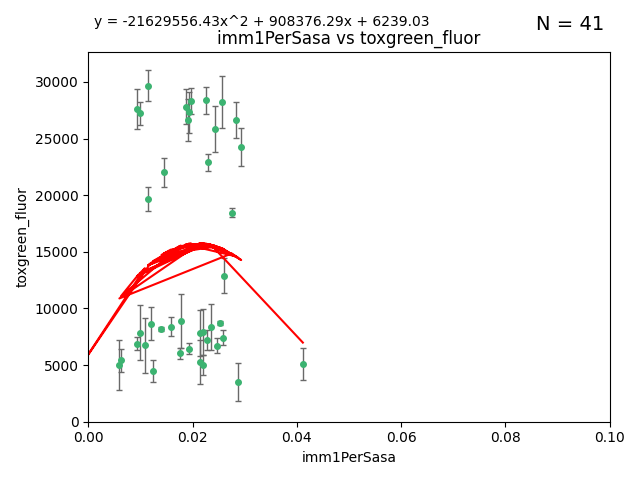 y = -21629556.43x^2 + 908376.29x + 6239.03
N = 41
imm1PerSasa vs toxgreen_fluor
30000
25000
20000
15000
10000
5000
0
toxgreen_fluor
0.00 0.02 0.04 0.06 0.08 0.10
imm1PerSasa